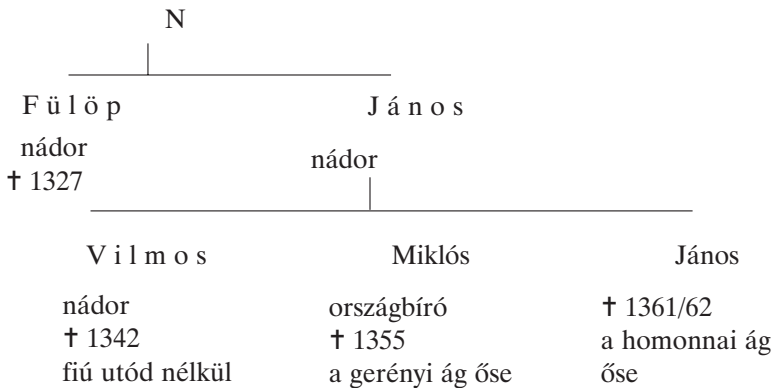 N
F ü l ö p
J á n o s
nádor
† 1327
nádor
V i l m o s
Miklós
János
nádor
† 1342
fiú utód nélkül
országbíró
† 1355
a gerényi ág őse
† 1361/62
a homonnai ág
őse